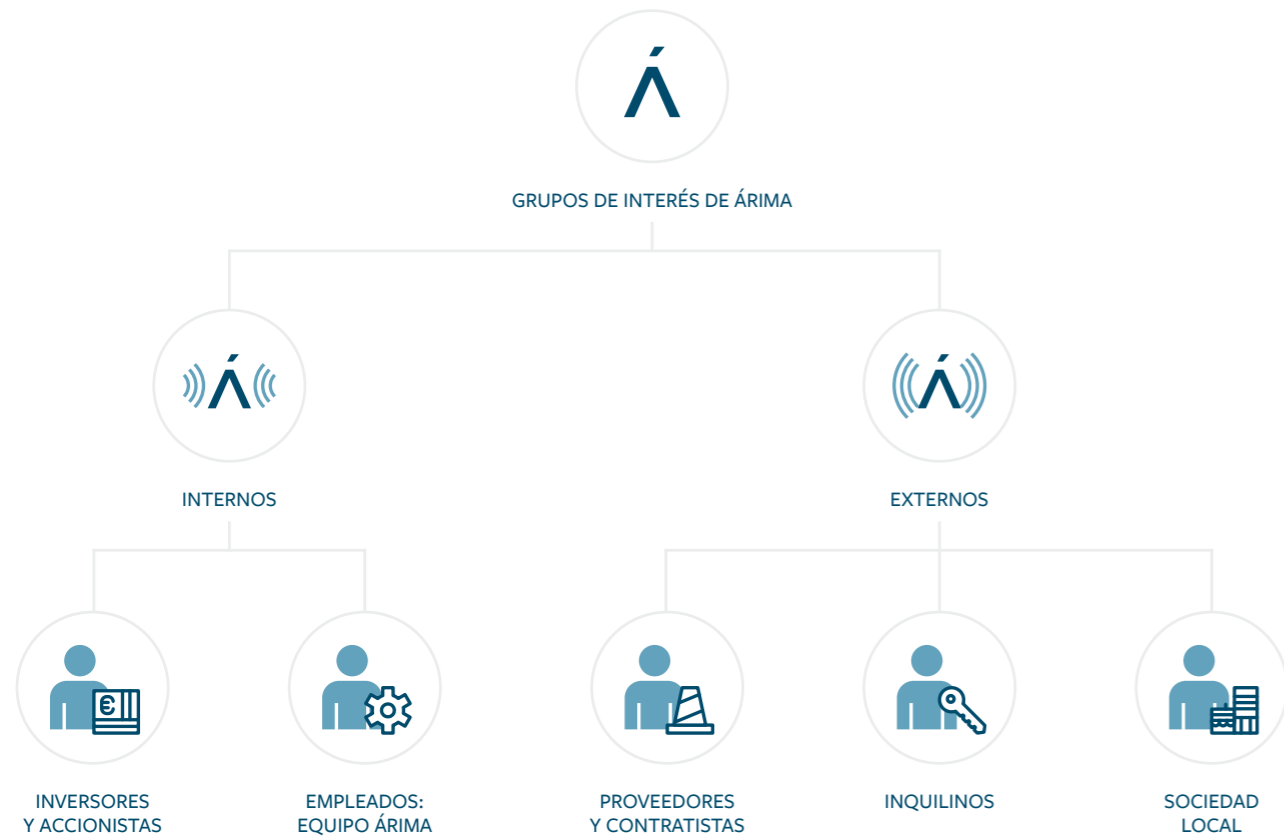 Á
GRUPOS DE INTERÉS DE ÁRIMA
Á
Á
INTERNOS
EXTERNOS
€
INVERSORES
Y ACCIONISTAS
EMPLEADOS:
EQUIPO ÁRIMA
PROVEEDORES
Y CONTRATISTAS
INQUILINOS
SOCIEDAD
LOCAL